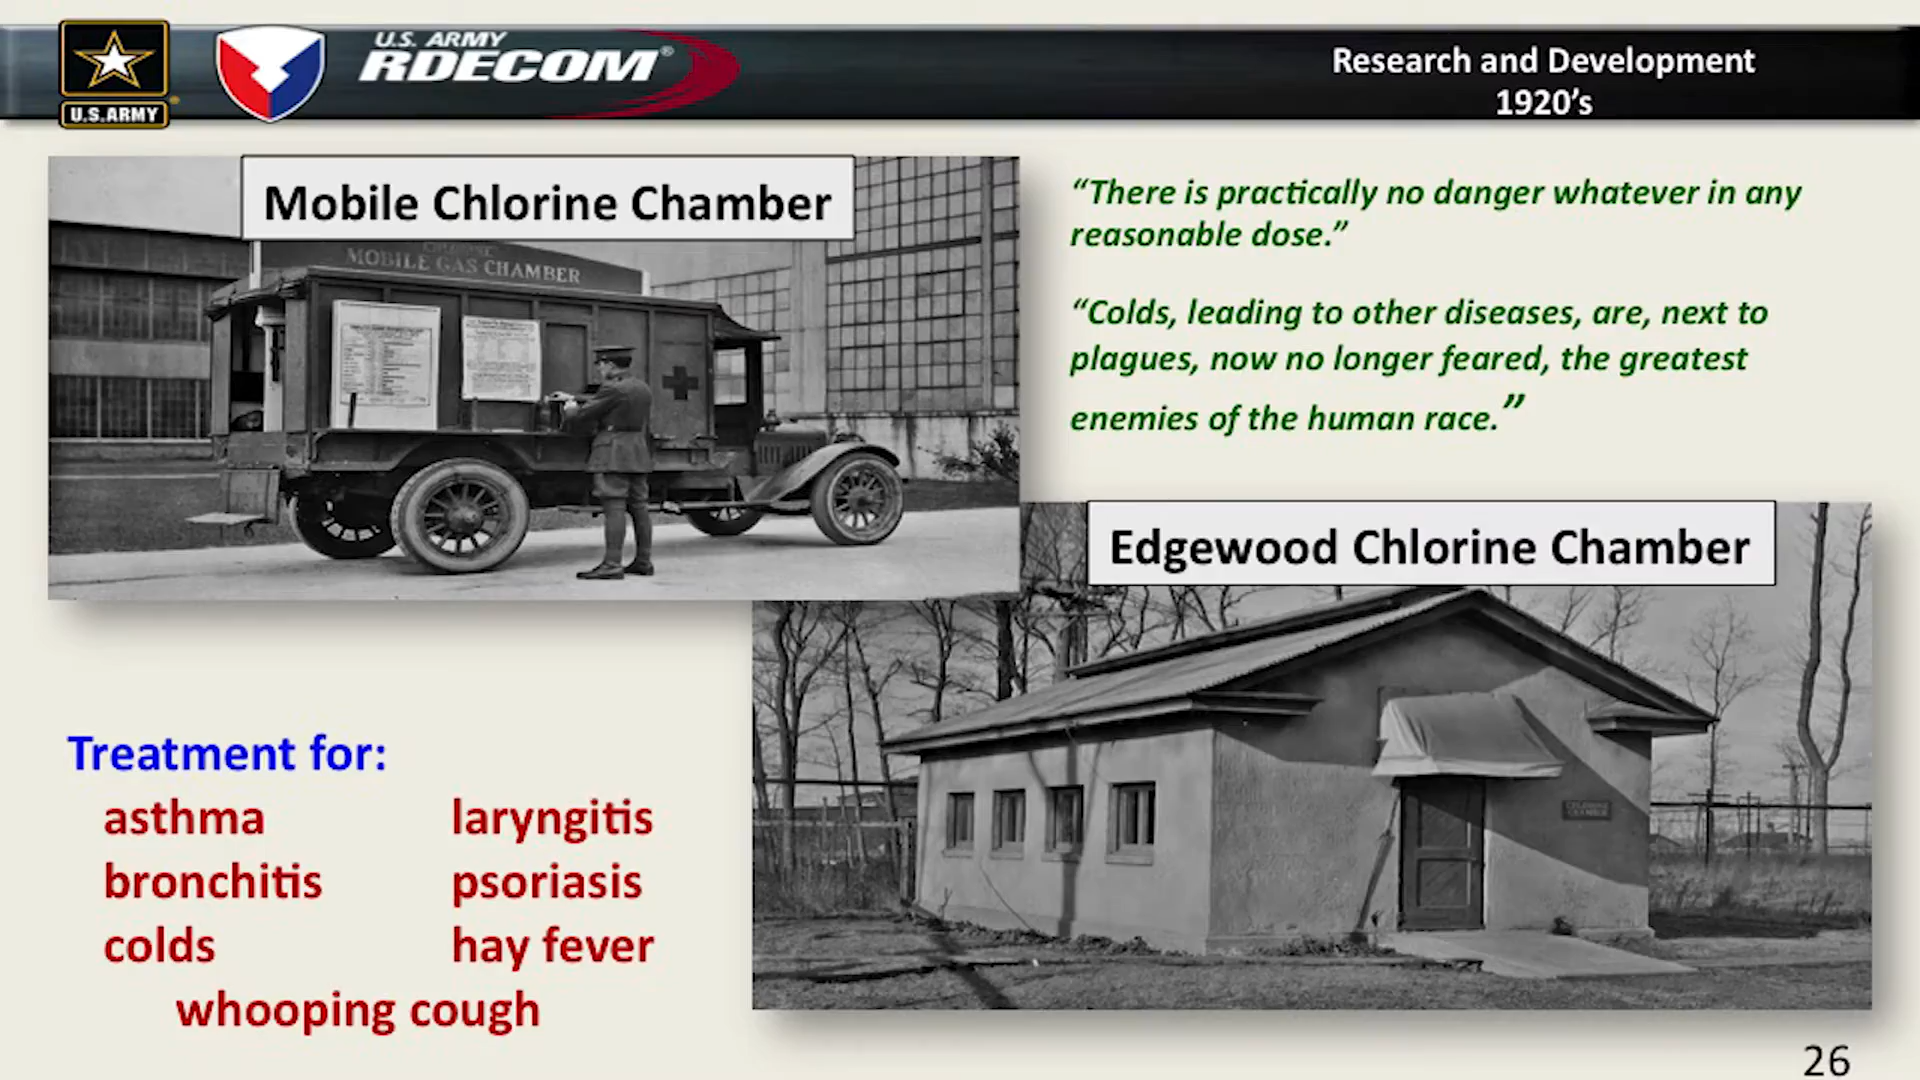 U.S.ARMY
U.S. ARMY
RDECOM®
Research and Development
1920’s
Mobile Chlorine Chamber
MOBILE GAS CHAMBER
“There is practically no danger whatever in any
reasonable dose.”
“Colds, leading to other diseases, are, next to
plagues, now no longer feared, the greatest
enemies of the human race.”
Edgewood Chlorine Chamber
CHLORINE
CHAMBER
Treatment for:
asthma laryngitis
bronchitis psoriasis
colds hay fever
whooping cough
26